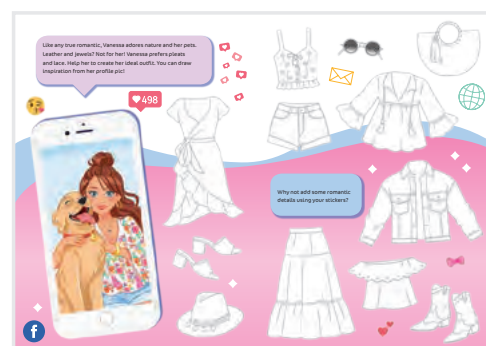 Like any true romantic, Vanessa adores nature and her pets.
Leather and jewels? Not for her! Vanessa prefers pleats
and lace. Help her to create her ideal outfit. You can draw
inspiration from her profile pic!
498
Why not add some romantic
details using your stickers?
f